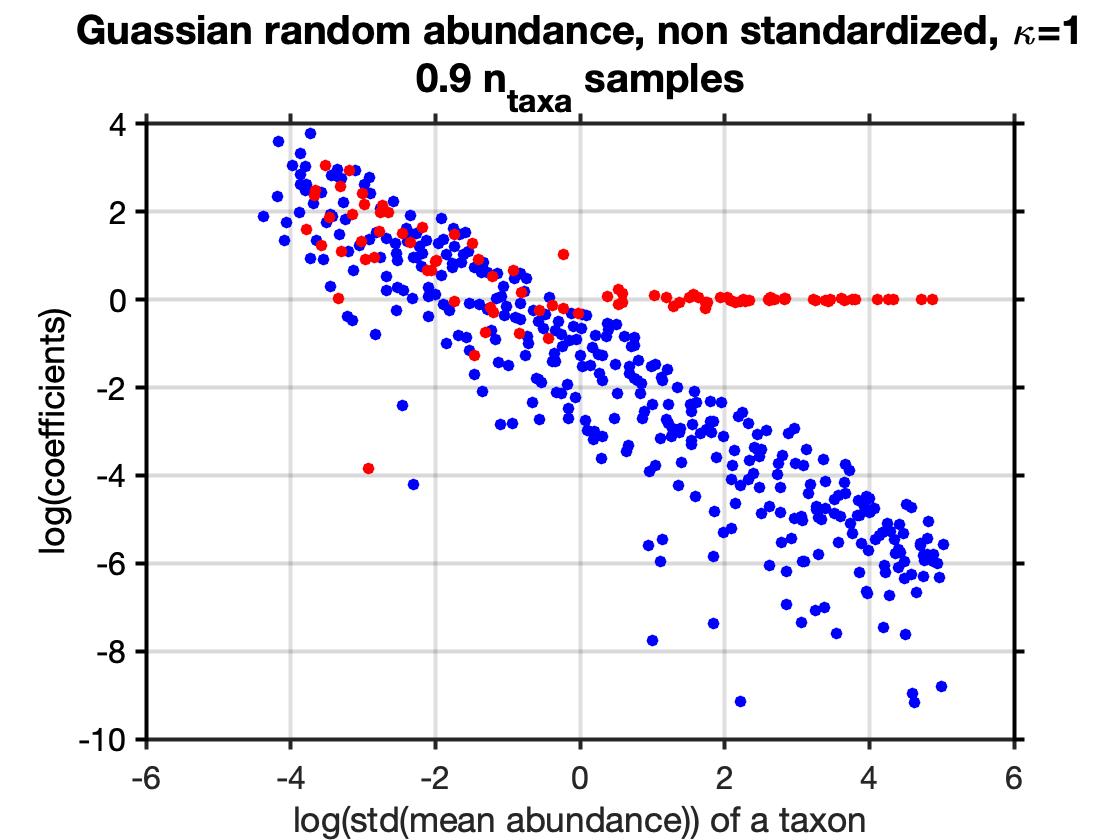 Guassian random abundance, non standardized, κ=1
0.9 n_taxa samples
4
2
0
-2
-4
-6
-8
-10
log(coefficients)
-6 -4 -2 0 2 4 6
log(std(mean abundance)) of a taxon